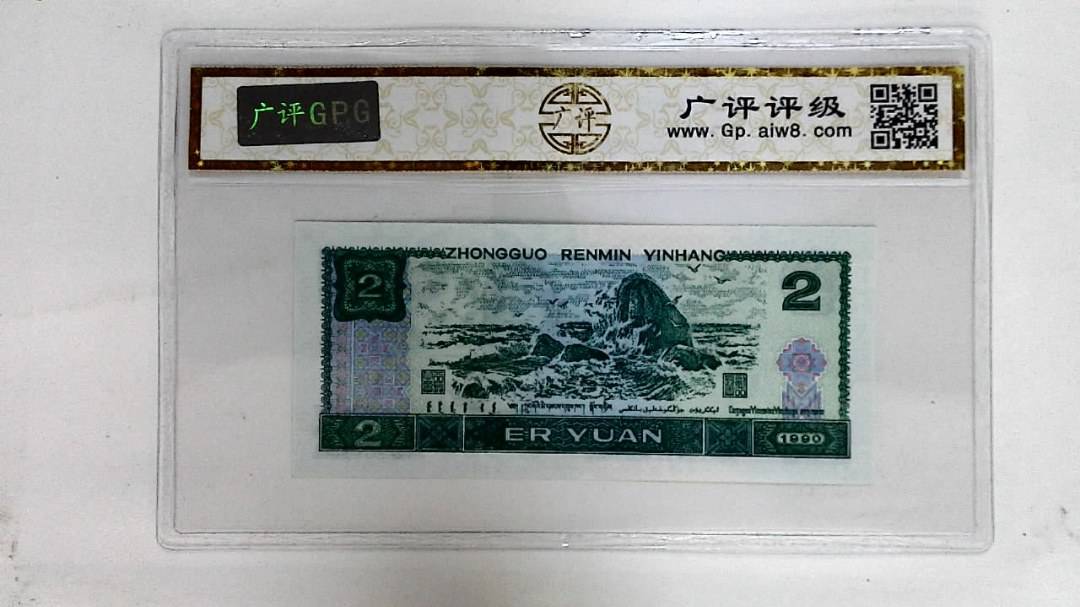 广评GPG
广评
广评评级
www. Gp. aiw8. com
ZHONGGUO RENMIN YINHANG
2
2
2
ER YUAN
1990